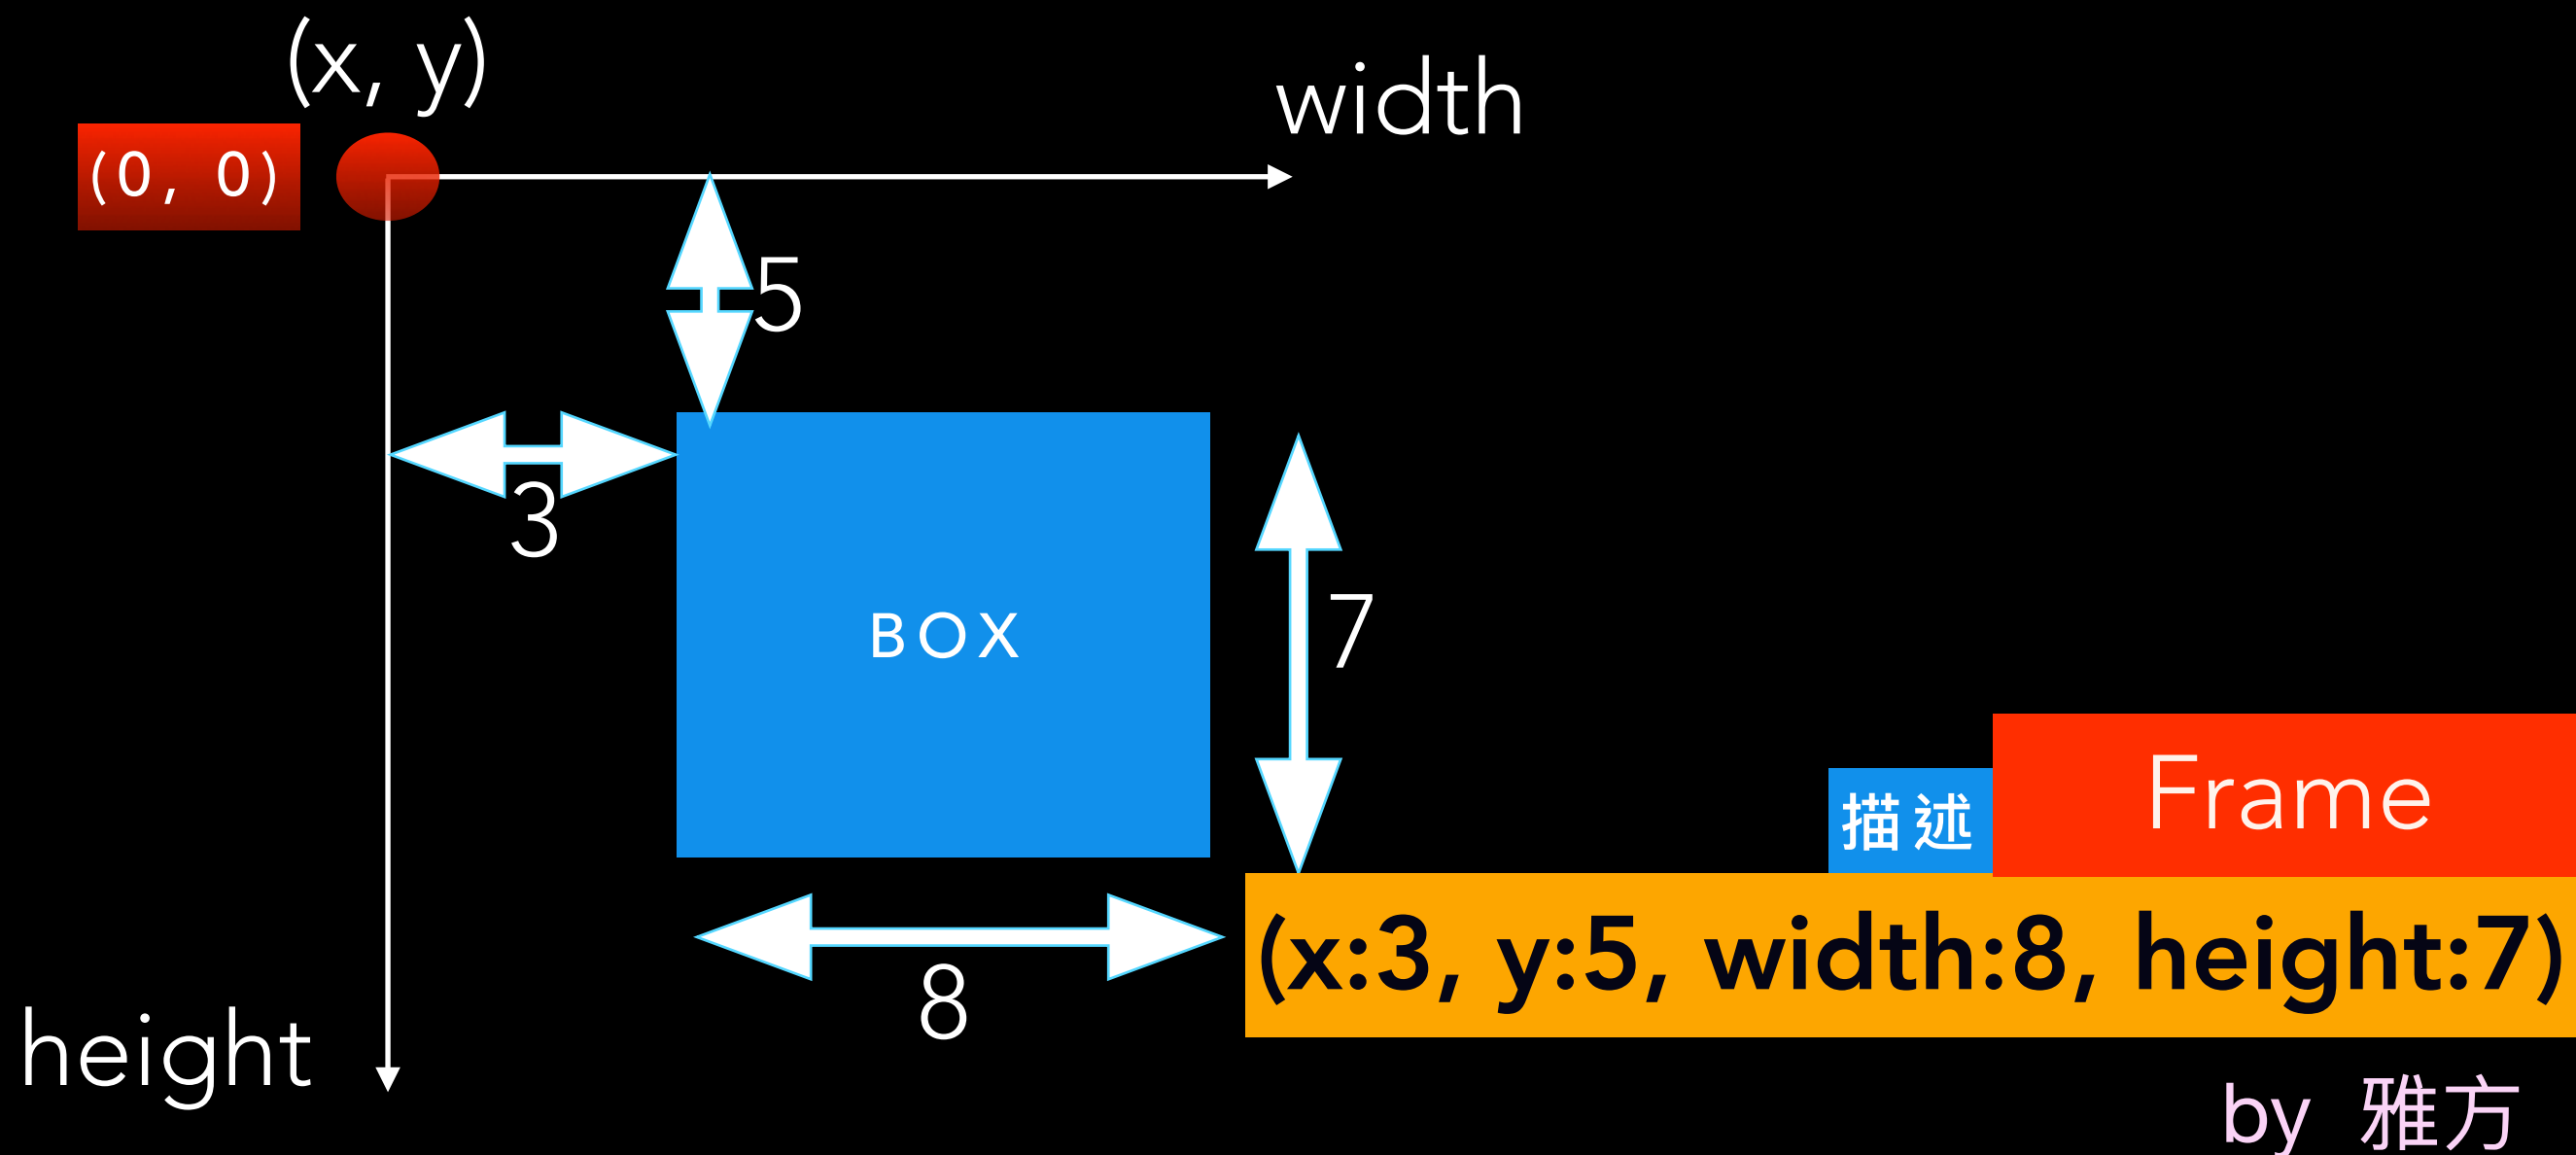 (x, y)
width
(0, 0)
5
3
BOX
7
Frame
描述
(x:3, y:5, width:8, height:7)
8
height
by 雅方